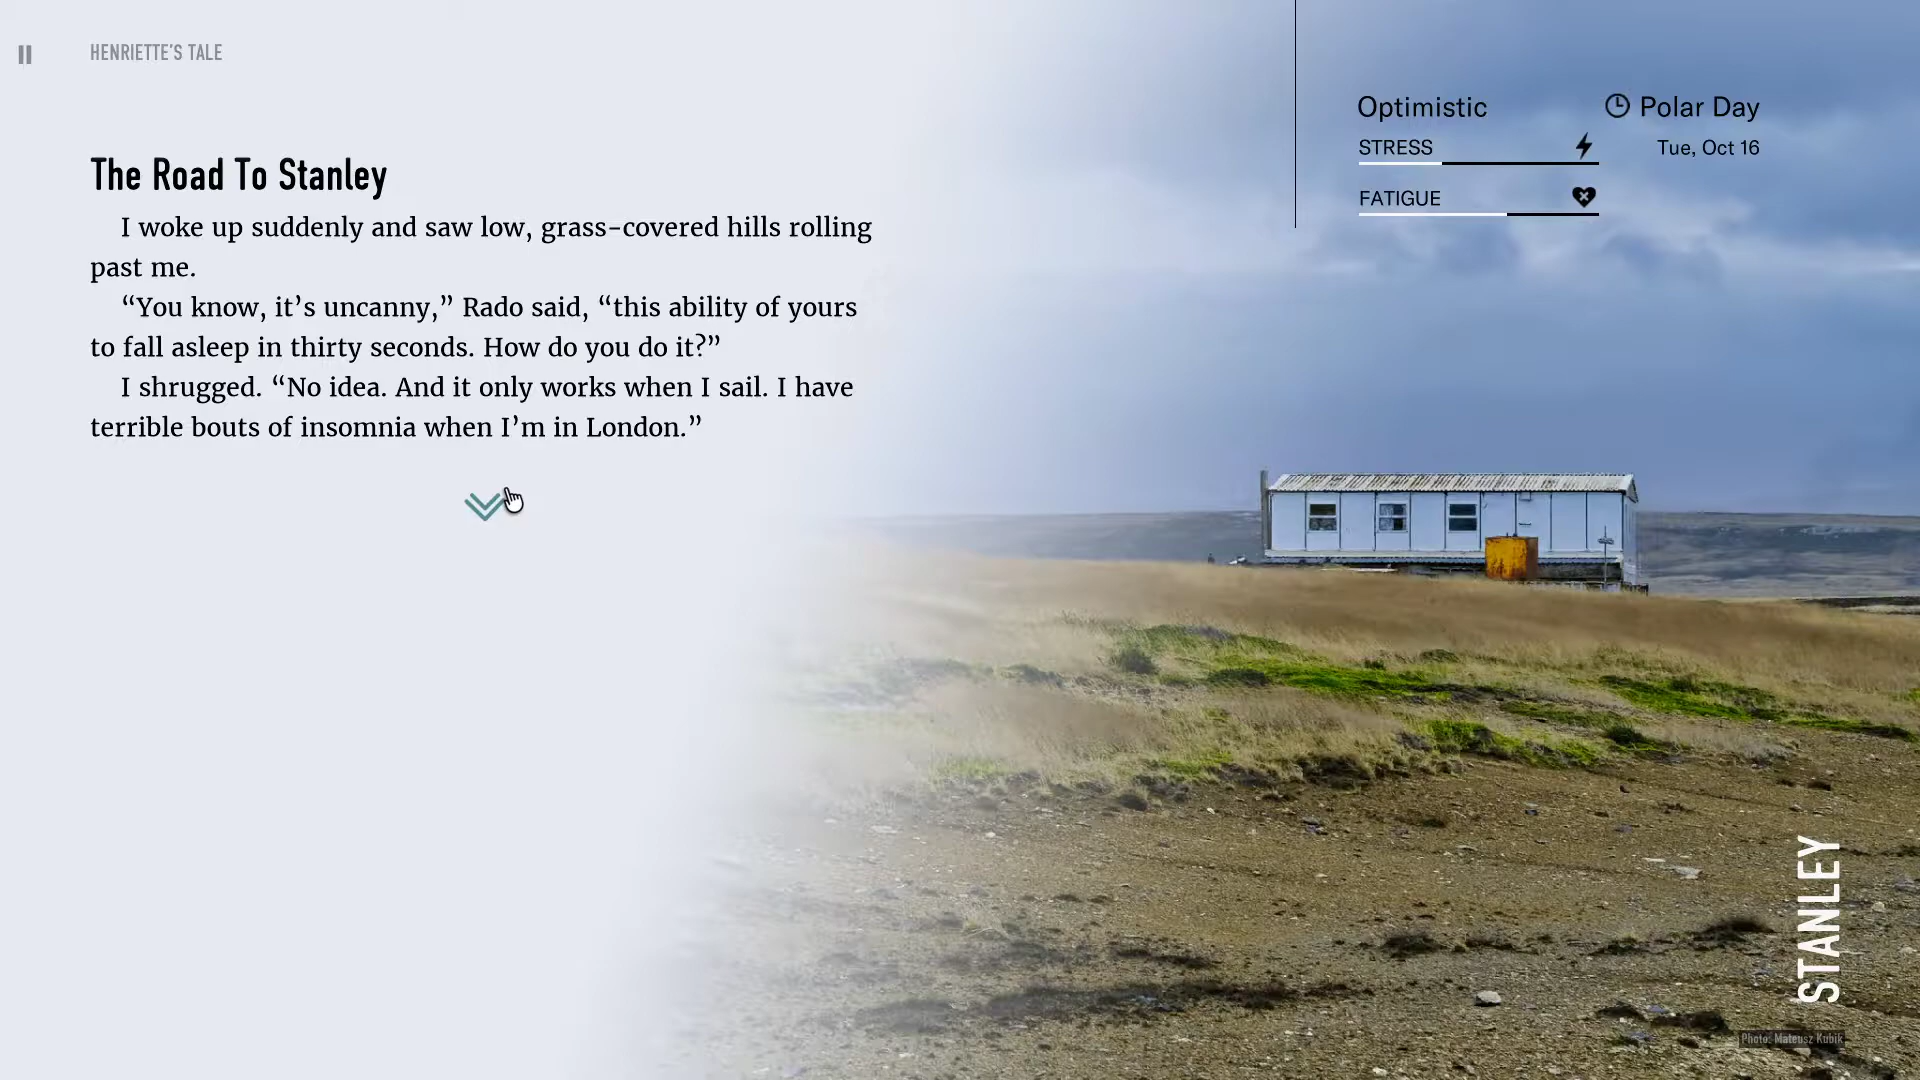 HENRIETTE'S TALE
Optimistic
Polar Day
STRESS
Tue, Oct 16
FATIGUE
The Road To Stanley
I woke up suddenly and saw low, grass-covered hills rolling
past me.
“You know, it’s uncanny,” Rado said, “this ability of yours
to fall asleep in thirty seconds. How do you do it?”
I shrugged. “No idea. And it only works when I sail. I have
terrible bouts of insomnia when I’m in London.”
STANLEY
Photo: Mateusz Kubik